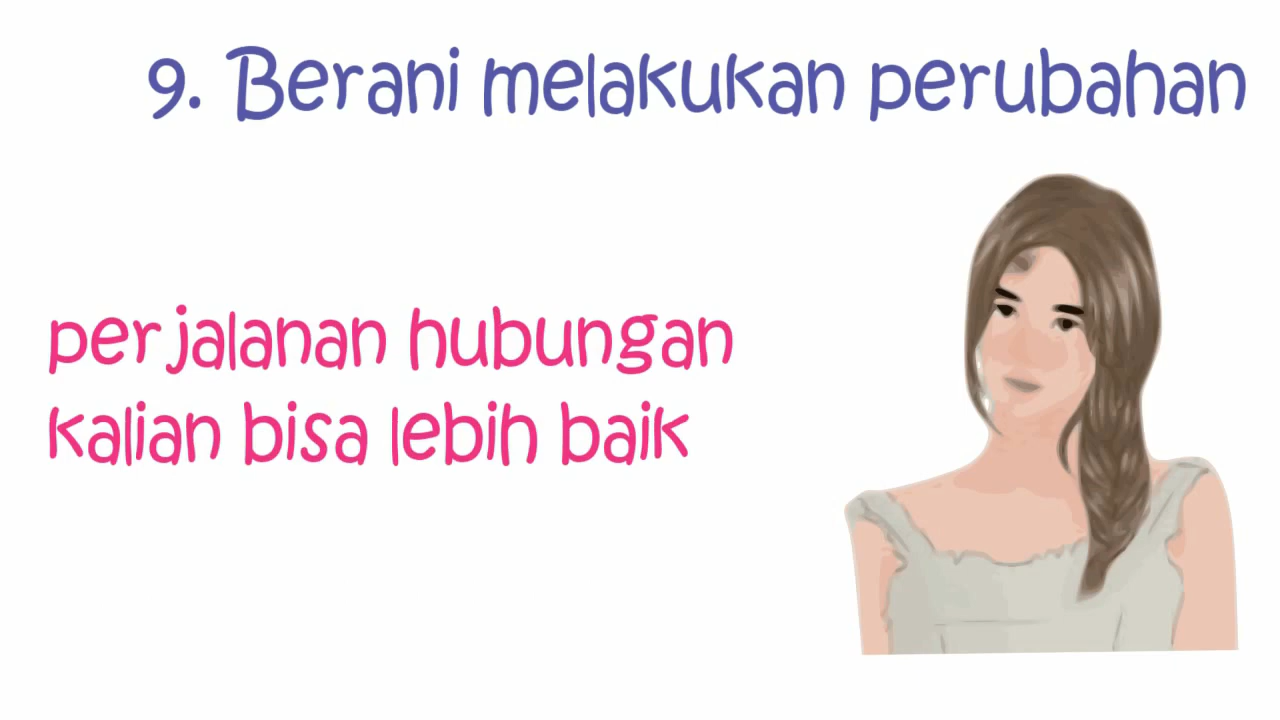 9. Berani melakukan perubahan
perjalanan hubungan
kalian bisa lebih baik